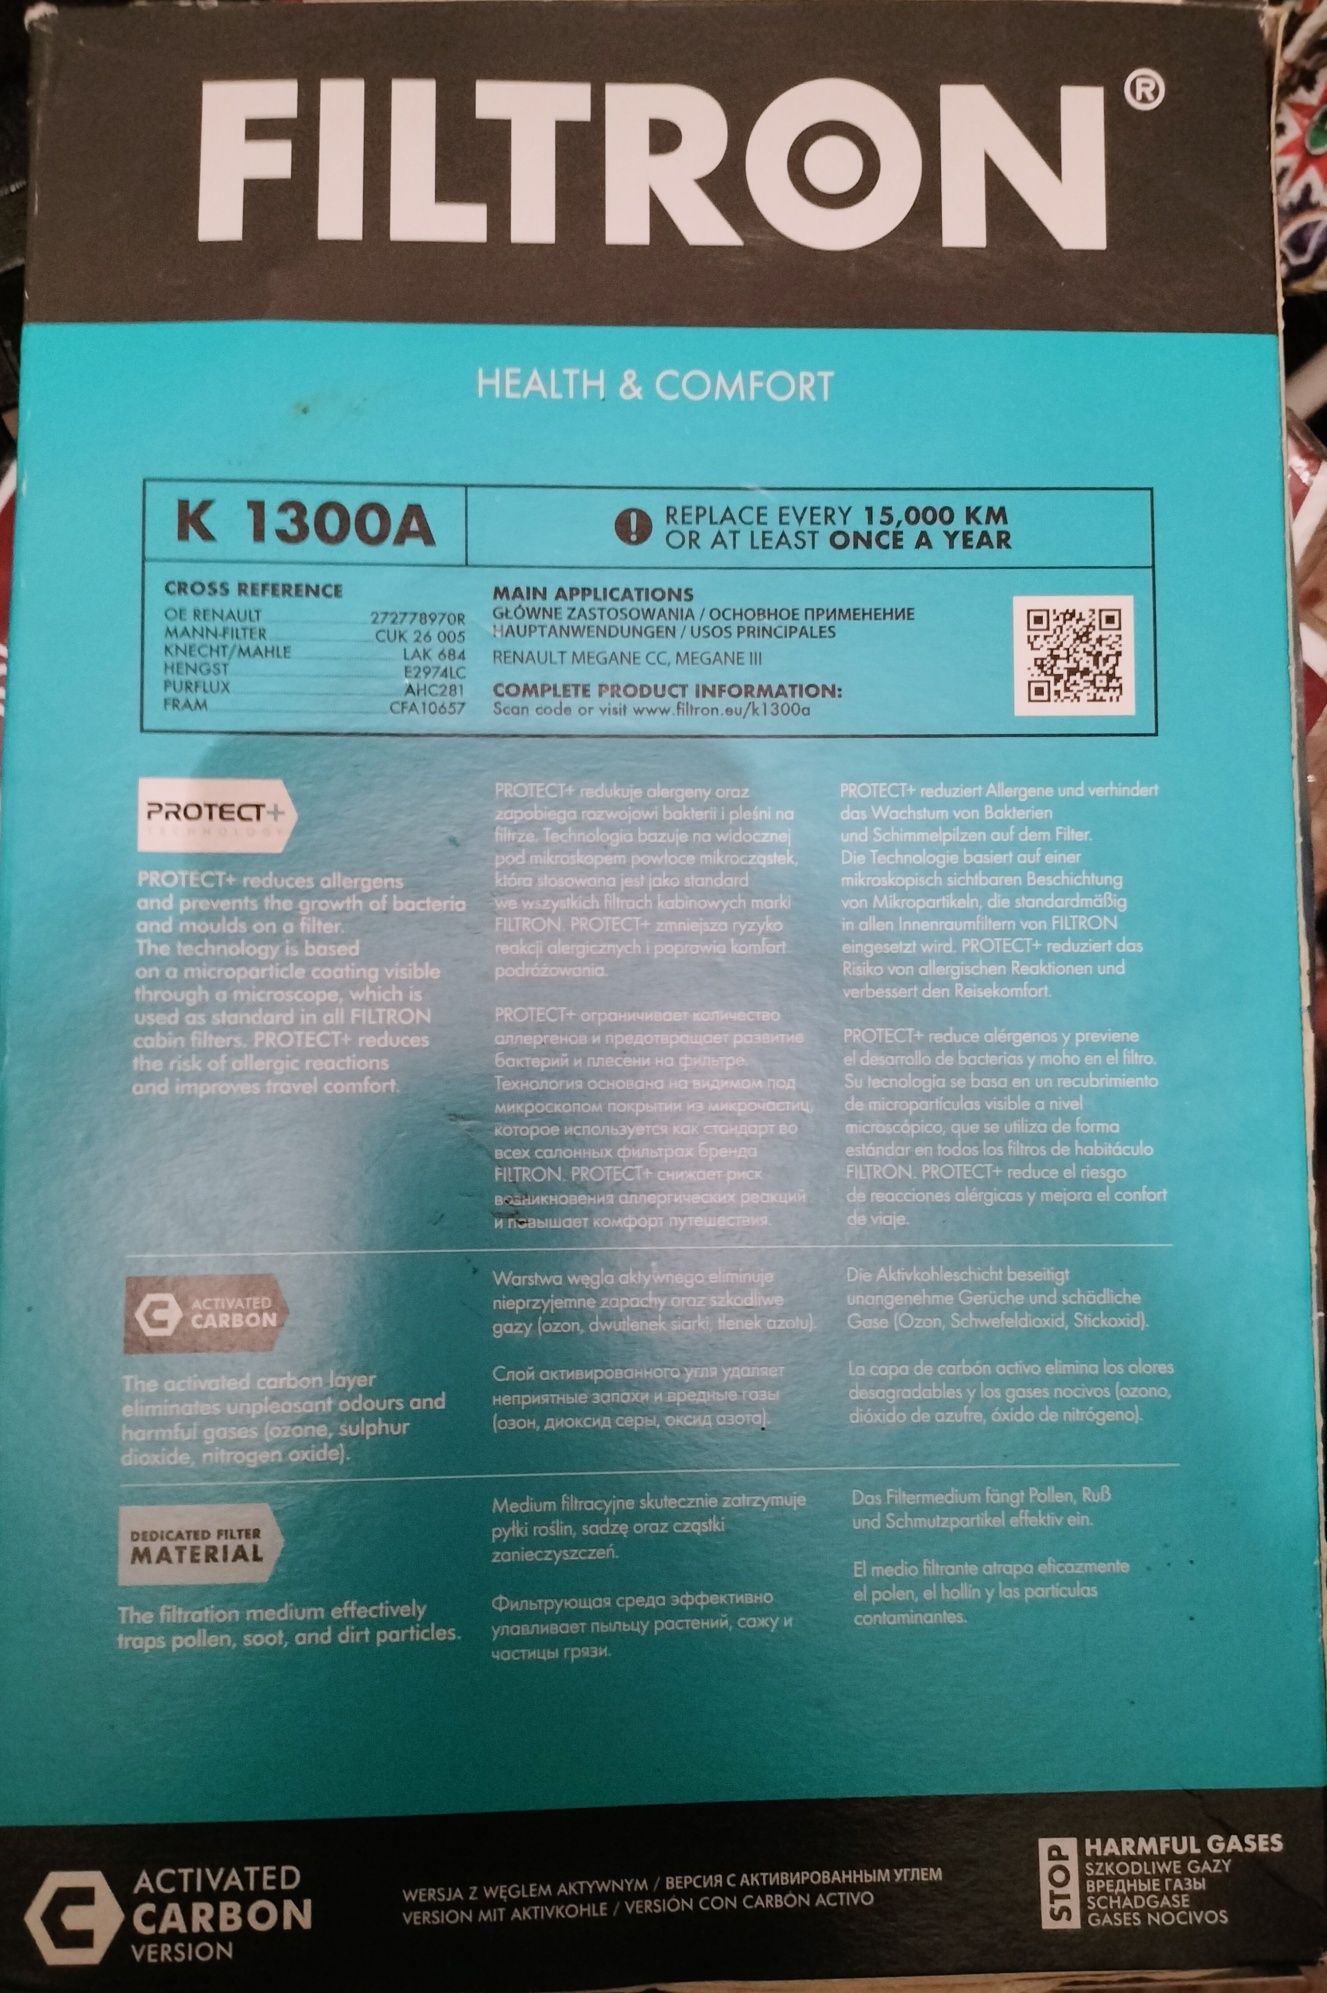 FILTRON®
HEALTH & COMFORT
K 1300A
REPLACE EVERY 15,000 KM
OR AT LEAST ONCE A YEAR
CROSS REFERENCE
OE RENAULT 272778970R
MANN-FILTER CUK 26 005
KNECHT/MAHLE LAK 684
HENGST E2974LC
PURFLUX AHC281
FRAM CFA10657
MAIN APPLICATIONS
GŁÓWNE ZASTOSOWANIA / ОСНОВНОЕ ПРИМЕНЕНИЕ
HAUPTANWENDUNGEN / USOS PRINCIPALES
RENAULT MEGANE CC, MEGANE III
COMPLETE PRODUCT INFORMATION:
Scan code or visit www.filtron.eu/k1300a
PROTECT+
TECHNOLOGY
PROTECT+ reduces allergens
and prevents the growth of bacteria
and moulds on a filter.
The technology is based
on a microparticle coating visible
through a microscope, which is
used as standard in all FILTRON
cabin filters. PROTECT+ reduces
the risk of allergic reactions
and improves travel comfort.
PROTECT+ redukuje alergeny oraz
zapobiega rozwojowi bakterii i pleśni na
filtrze. Technologia bazuje na widocznej
pod mikroskopem powłoce mikrocząstek,
która stosowana jest jako standard
we wszystkich filtrach kabinowych marki
FILTRON. PROTECT+ zmniejsza ryzyko
reakcji alergicznych i poprawia komfort
podróżowania.
PROTECT+ ограничивает количество
аллергенов и предотвращает развитие
бактерий и плесени на фильтре.
Технология основана на видимом под
микроскопом покрытии из микрочастиц,
которое используется как стандарт во
всех салонных фильтрах бренда
FILTRON. PROTECT+ снижает риск
возникновения аллергических реакций
и повышает комфорт путешествия.
PROTECT+ reduziert Allergene und verhindert
das Wachstum von Bakterien
und Schimmelpilzen auf dem Filter.
Die Technologie basiert auf einer
mikroskopisch sichtbaren Beschichtung
von Mikropartikeln, die standardmäßig
in allen Innenraumfiltern von FILTRON
eingesetzt wird. PROTECT+ reduziert das
Risiko von allergischen Reaktionen und
verbessert den Reisekomfort.
PROTECT+ reduce alérgenos y previene
el desarrollo de bacterias y moho en el filtro.
Su tecnología se basa en un recubrimiento
de micropartículas visible a nivel
microscópico, que se utiliza de forma
estándar en todos los filtros de habitáculo
FILTRON. PROTECT+ reduce el riesgo
de reacciones alérgicas y mejora el confort
de viaje.
ACTIVATED
CARBON
The activated carbon layer
eliminates unpleasant odours and
harmful gases (ozone, sulphur
dioxide, nitrogen oxide).
Warstwa węgla aktywnego eliminuje
nieprzyjemne zapachy oraz szkodliwe
gazy (ozon, dwutlenek siarki, tlenek azotu).
Слой активированного угля удаляет
неприятные запахи и вредные газы
(озон, диоксид серы, оксид азота).
Die Aktivkohleschicht beseitigt
unangenehme Gerüche und schädliche
Gase (Ozon, Schwefeldioxid, Stickoxid).
La capa de carbón activo elimina los olores
desagradables y los gases nocivos (ozono,
dióxido de azufre, óxido de nitrógeno).
DEDICATED FILTER
MATERIAL
The filtration medium effectively
traps pollen, soot, and dirt particles.
Medium filtracyjne skutecznie zatrzymuje
pyłki roślin, sadzę oraz cząstki
zanieczyszczeń.
Фильтрующая среда эффективно
улавливает пыльцу растений, сажу и
частицы грязи.
Das Filtermedium fängt Pollen, Ruß
und Schmutzpartikel effektiv ein.
El medio filtrante atrapa eficazmente
el polen, el hollín y las partículas
contaminantes.
ACTIVATED
CARBON
VERSION
WERSJA Z WĘGLEM AKTYWNYM / ВЕРСИЯ С АКТИВИРОВАННЫМ УГЛЕМ
VERSION MIT AKTIVKOHLE / VERSIÓN CON CARBÓN ACTIVO
STOP
HARMFUL GASES
SZKODLIWE GAZY
ВРЕДНЫЕ ГАЗЫ
SCHADGASE
GASES NOCIVOS